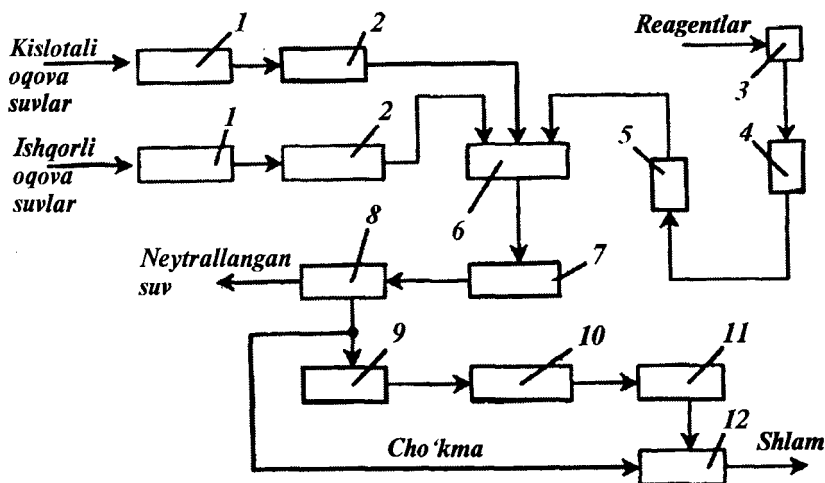 Kislotali
oqova
suvlar
1
2
Reagentlar
3
Ishqorli
oqova
suvlar
1
2
6
5
4
Neytrallangan
suv
8
7
9
10
11
Cho‘kma
12
Shlam